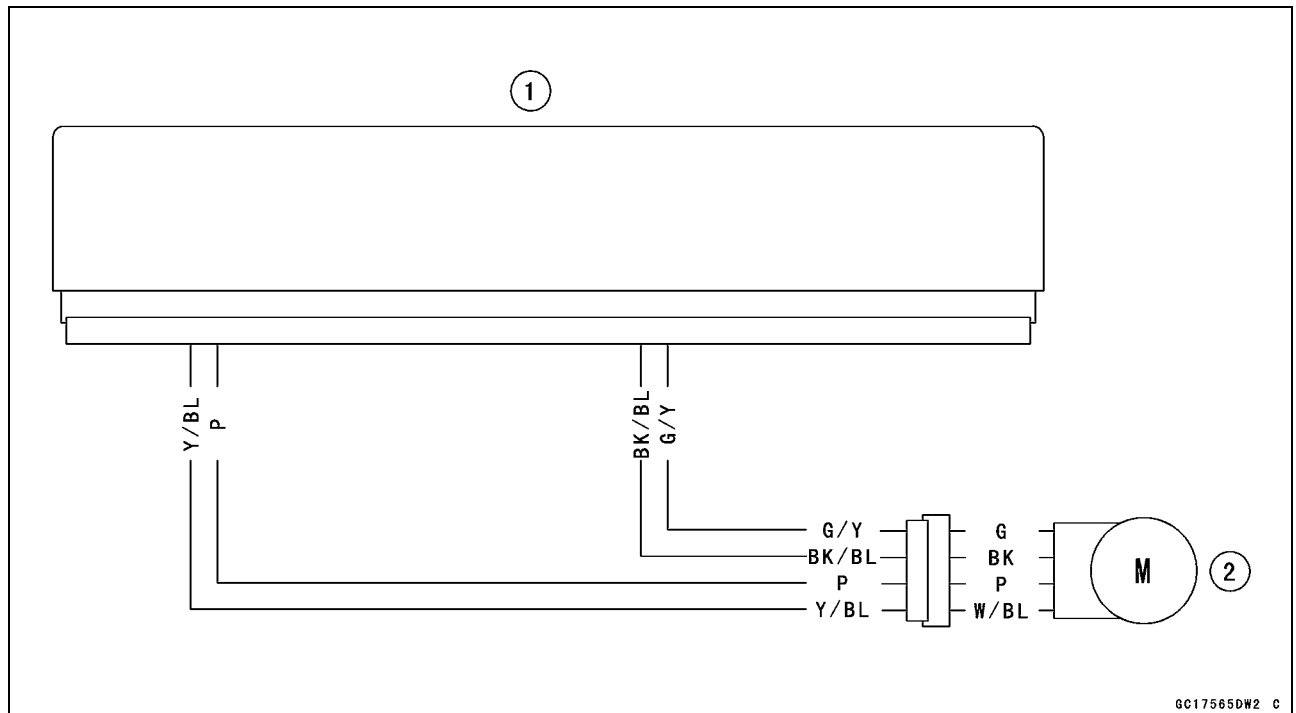 1
Y/BL
P
BK/BL
G/Y
G/Y G
BK/BL BK
P P
Y/BL W/BL
M 2
GC17565DW2 C